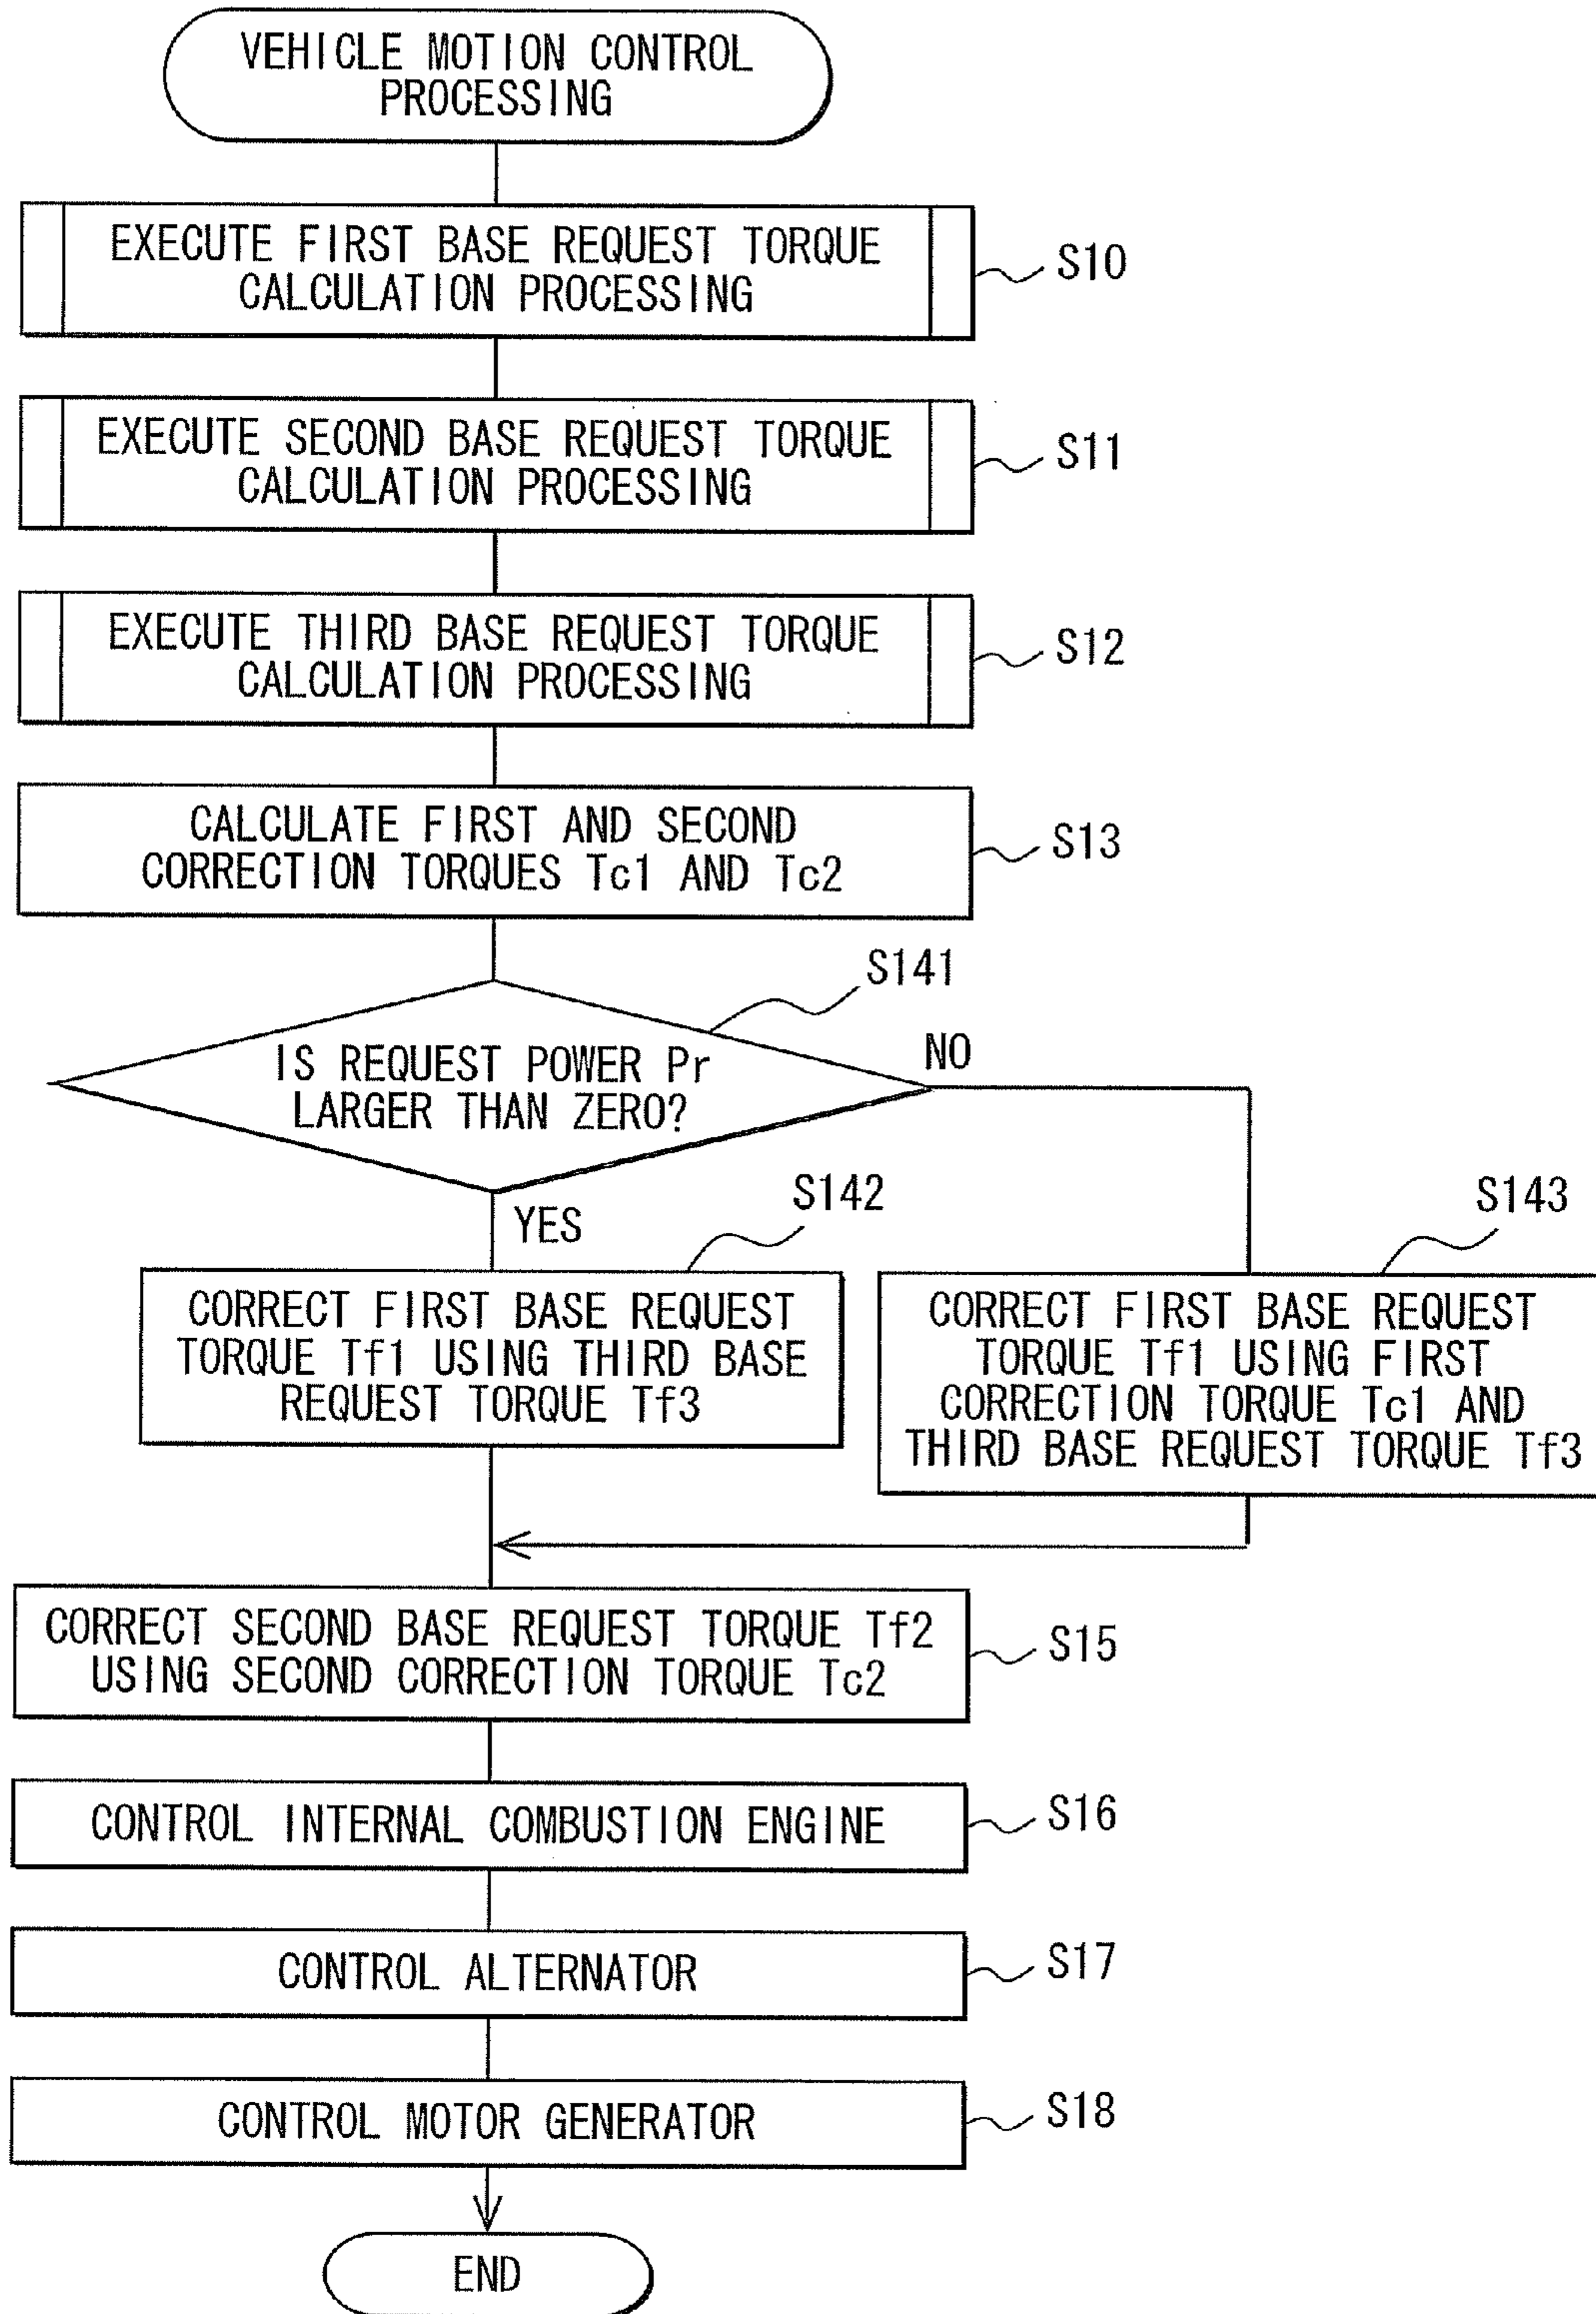 VEHICLE MOTION CONTROL
PROCESSING
EXECUTE FIRST BASE REQUEST TORQUE
CALCULATION PROCESSING
S10
EXECUTE SECOND BASE REQUEST TORQUE
CALCULATION PROCESSING
S11
EXECUTE THIRD BASE REQUEST TORQUE
CALCULATION PROCESSING
S12
CALCULATE FIRST AND SECOND
CORRECTION TORQUES Tc1 AND Tc2
S13
S141
IS REQUEST POWER Pr
LARGER THAN ZERO?
NO
YES
S142
CORRECT FIRST BASE REQUEST
TORQUE Tf1 USING THIRD BASE
REQUEST TORQUE Tf3
S143
CORRECT FIRST BASE REQUEST
TORQUE Tf1 USING FIRST
CORRECTION TORQUE Tc1 AND
THIRD BASE REQUEST TORQUE Tf3
CORRECT SECOND BASE REQUEST TORQUE Tf2
USING SECOND CORRECTION TORQUE Tc2
S15
CONTROL INTERNAL COMBUSTION ENGINE
S16
CONTROL ALTERNATOR
S17
CONTROL MOTOR GENERATOR
S18
END